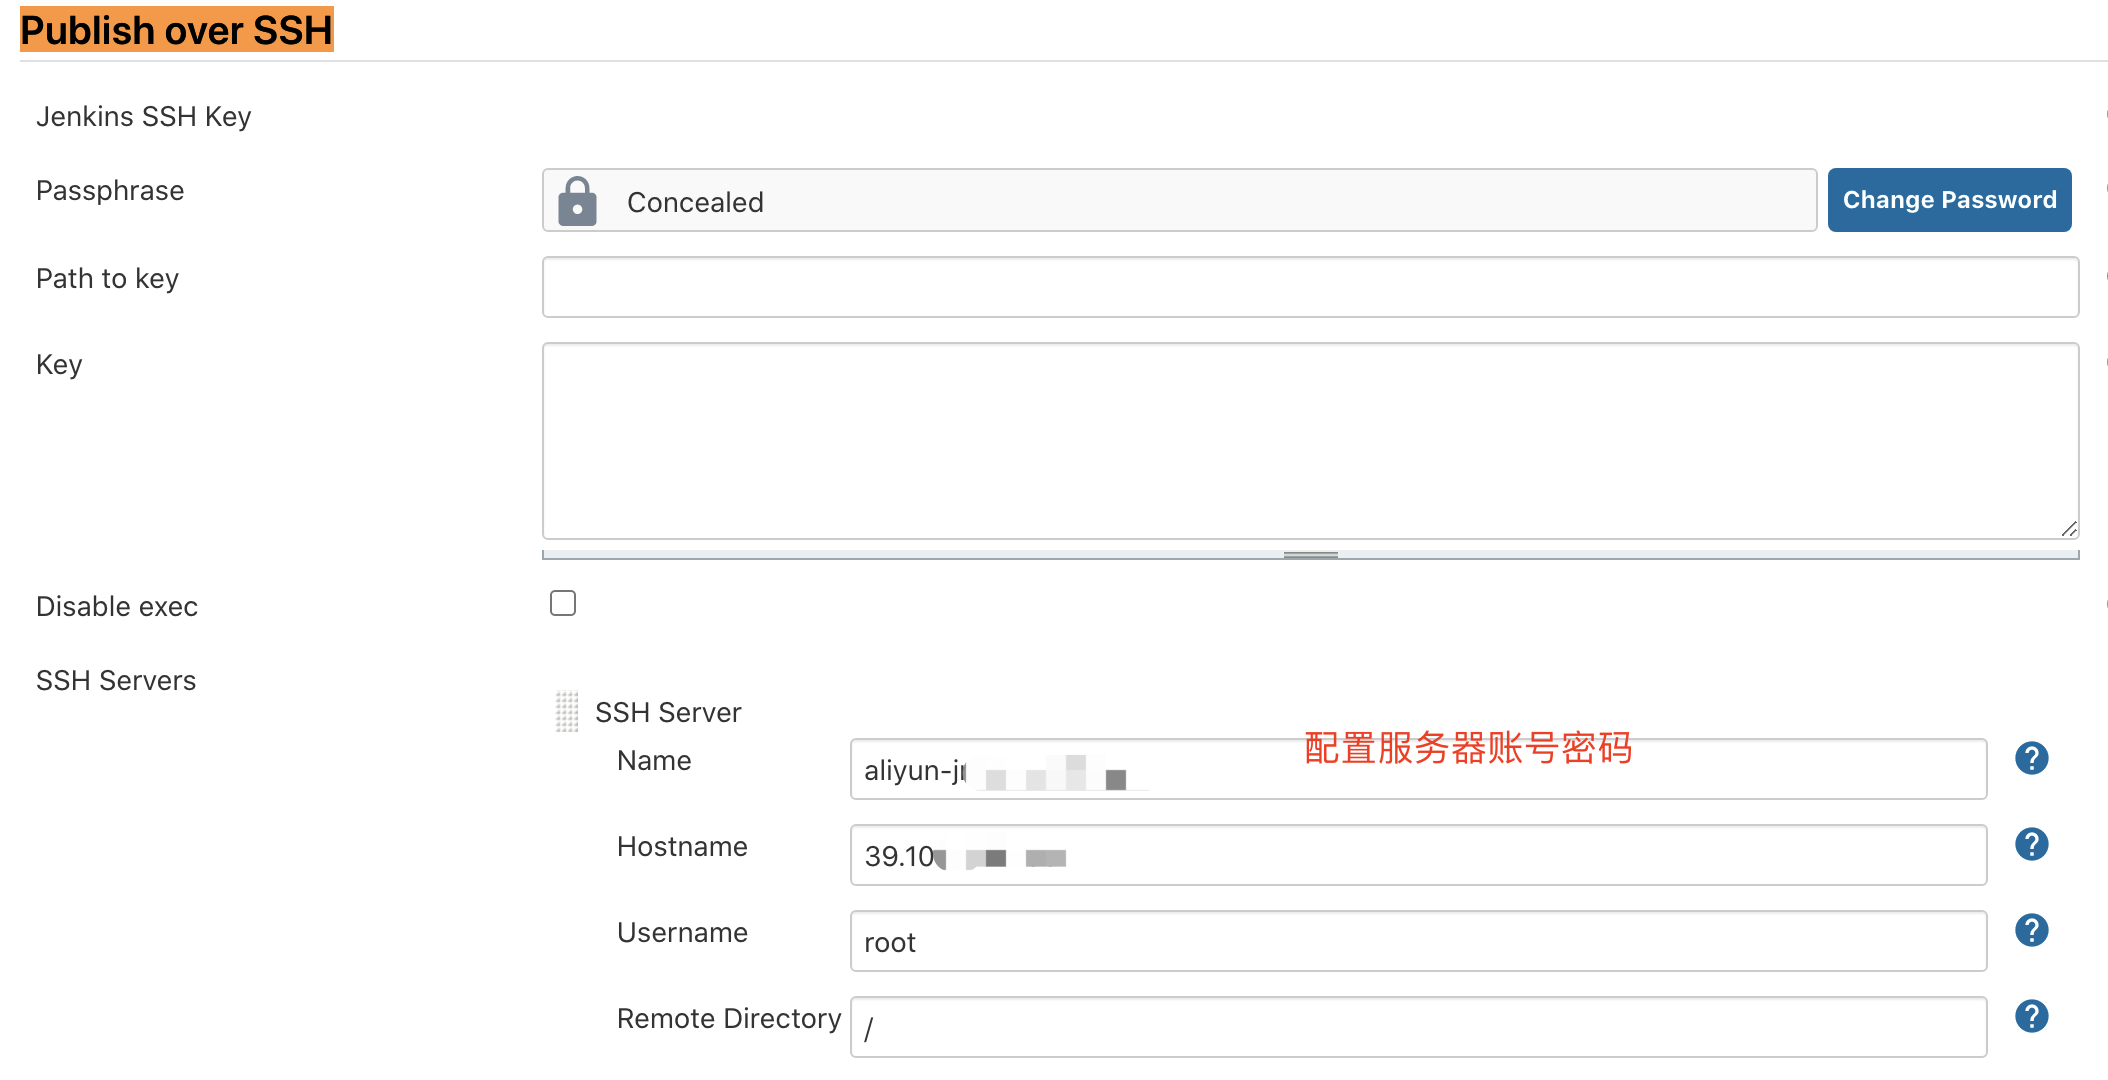 Publish over SSH
Jenkins SSH Key
Passphrase
Concealed
Change Password
Path to key
Key
Disable exec
SSH Servers
SSH Server
配置服务器账号密码
Name
aliyun-j
?
Hostname
39.10
?
Username
root
?
Remote Directory
/
?